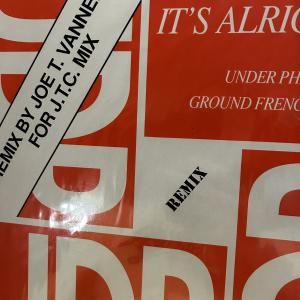 IT'S ALRIG
REMIX BY JOE T. VANNE
FOR J.T.C. MIX
UNDER PH
GROUND FRENC
REMIX